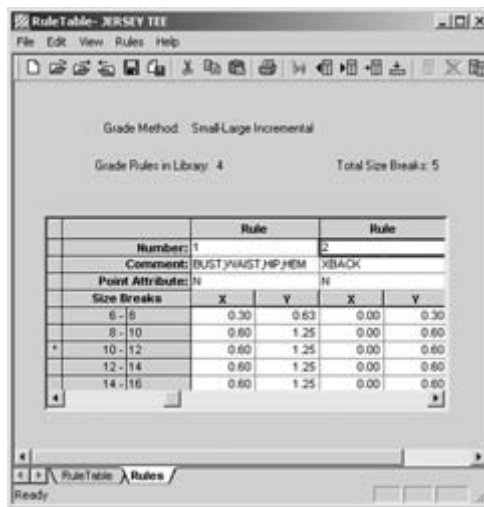 RuleTable- JERSEY TEE
File Edit View Rules Help
Grade Method: Small-Large Incremental
Grade Rules in Library: 4 Total Size Breaks: 5
Rule Rule
Number: 1 2
Comment: BUST,WAIST,HIP,HEM XBACK
Point Attribute: N N
Size Breaks X Y X Y
6 - 8 0.30 0.63 0.00 0.30
8 - 10 0.60 1.25 0.00 0.60
* 10 - 12 0.60 1.25 0.00 0.60
12 - 14 0.60 1.25 0.00 0.60
14 - 16 0.60 1.25 0.00 0.60
RuleTable Rules
Ready